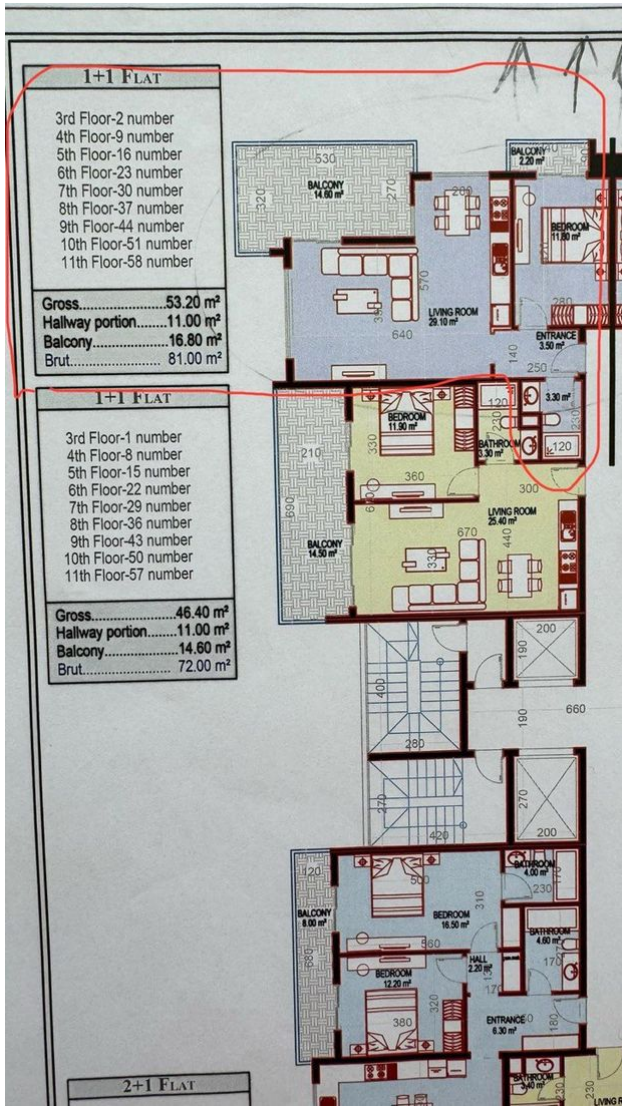 1+1 FLAT
3rd Floor-2 number
4th Floor-9 number
5th Floor-16 number
6th Floor-23 number
7th Floor-30 number
8th Floor-37 number
9th Floor-44 number
10th Floor-51 number
11th Floor-58 number
Gross..................53.20 m²
Hallway portion........11.00 m²
Balcony................16.80 m²
Brut................... 81.00 m²
1+1 FLAT
3rd Floor-1 number
4th Floor-8 number
5th Floor-15 number
6th Floor-22 number
7th Floor-29 number
8th Floor-36 number
9th Floor-43 number
10th Floor-50 number
11th Floor-57 number
Gross..................46.40 m²
Hallway portion........11.00 m²
Balcony................14.60 m²
Brut................... 72.00 m²
2+1 FLAT
530
BALCONY
14.60 m²
320
270
BALCONY
2.20 m²
BEDROOM
11.80 m²
280
570
640
LIVING ROOM
29.10 m²
ENTRANCE
3.50 m²
140
250
120
3.30 m²
230
120
BEDROOM
11.90 m²
330
360
230
BATHROOM
3.30 m²
300
210
690
BALCONY
14.50 m²
LIVING ROOM
25.40 m²
670
440
330
200
190
400
280
190
660
270
420
270
200
120
BALCONY
8.00 m²
680
BEDROOM
16.50 m²
310
560
BATHROOM
4.00 m²
230
BATHROOM
4.60 m²
170
HALL
2.20 m²
BEDROOM
12.20 m²
320
380
ENTRANCE
6.30 m²
180
BATHROOM
3.40 m²
230
230
LIVING R